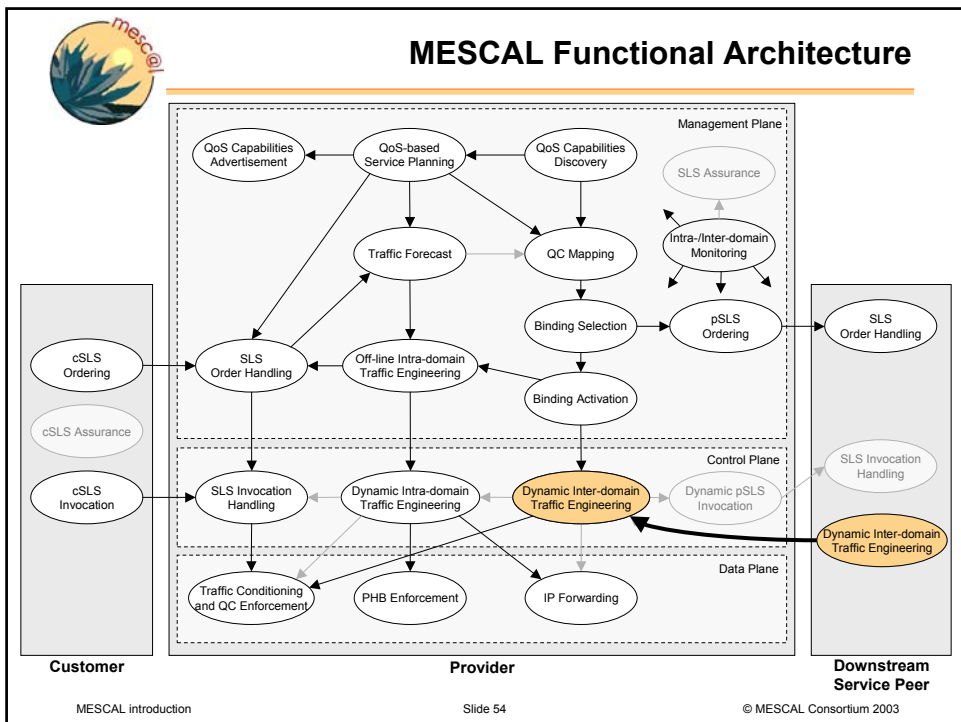 mesc@l
MESCAL Functional Architecture
Management Plane
QoS Capabilities
Advertisement
QoS-based
Service Planning
QoS Capabilities
Discovery
SLS Assurance
Traffic Forecast
QC Mapping
Intra-/Inter-domain
Monitoring
Binding Selection
pSLS
Ordering
SLS
Order Handling
cSLS
Ordering
SLS
Order Handling
Off-line Intra-domain
Traffic Engineering
Binding Activation
cSLS Assurance
Control Plane
SLS Invocation
Handling
cSLS
Invocation
SLS Invocation
Handling
Dynamic Intra-domain
Traffic Engineering
Dynamic Inter-domain
Traffic Engineering
Dynamic pSLS
Invocation
Dynamic Inter-domain
Traffic Engineering
Data Plane
Traffic Conditioning
and QC Enforcement
PHB Enforcement
IP Forwarding
Customer
Provider
Downstream
Service Peer
MESCAL introduction
Slide 54
© MESCAL Consortium 2003